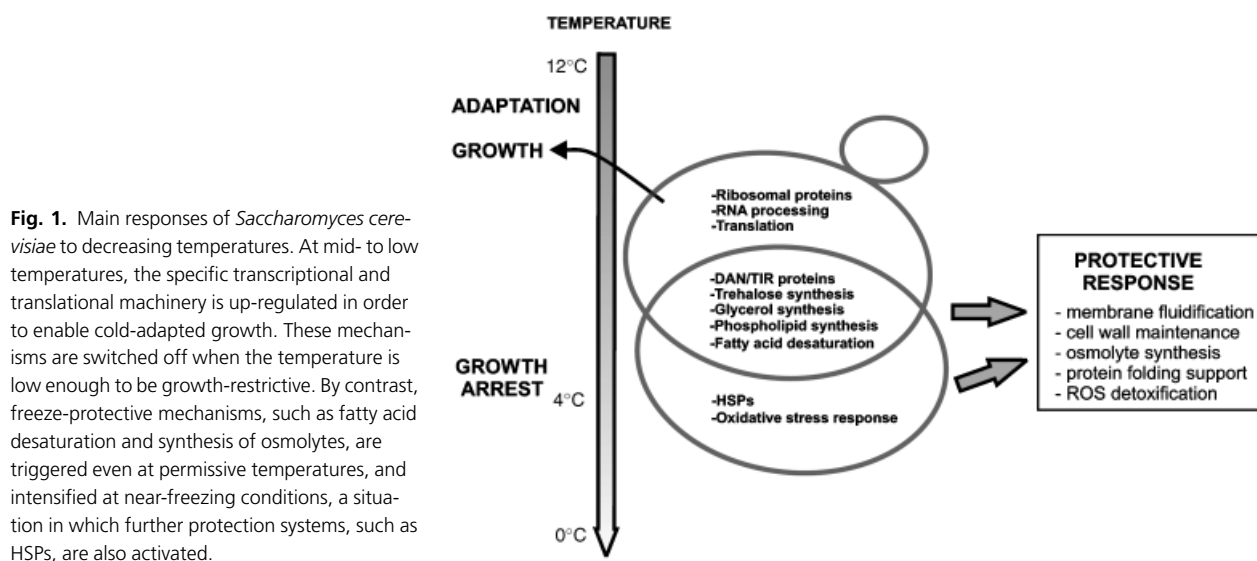 Fig. 1. Main responses of Saccharomyces cere-
visiae to decreasing temperatures. At mid- to low
temperatures, the specific transcriptional and
translational machinery is up-regulated in order
to enable cold-adapted growth. These mechan-
isms are switched off when the temperature is
low enough to be growth-restrictive. By contrast,
freeze-protective mechanisms, such as fatty acid
desaturation and synthesis of osmolytes, are
triggered even at permissive temperatures, and
intensified at near-freezing conditions, a situa-
tion in which further protection systems, such as
HSPs, are also activated.
TEMPERATURE
12°C
ADAPTATION
GROWTH
GROWTH
ARREST
4°C
0°C
-Ribosomal proteins
-RNA processing
-Translation
-DAN/TIR proteins
-Trehalose synthesis
-Glycerol synthesis
-Phospholipid synthesis
-Fatty acid desaturation
-HSPs
-Oxidative stress response
PROTECTIVE
RESPONSE
- membrane fluidification
- cell wall maintenance
- osmolyte synthesis
- protein folding support
- ROS detoxification